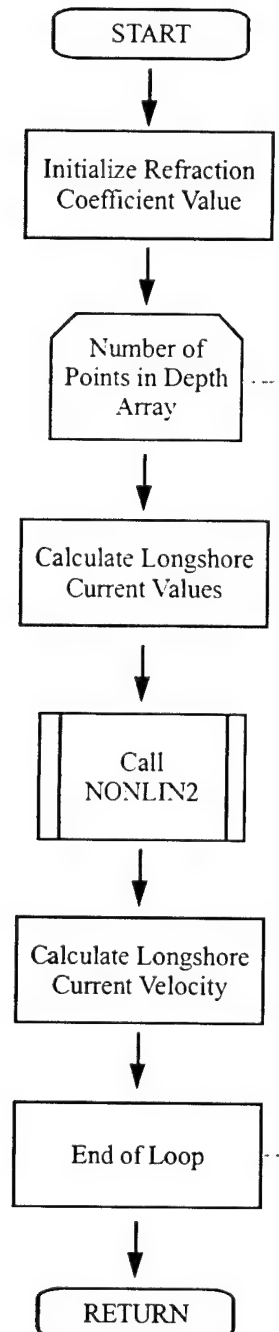 START
Initialize Refraction
Coefficient Value
Number of
Points in Depth
Array
Calculate Longshore
Current Values
Call
NONLIN2
Calculate Longshore
Current Velocity
End of Loop
RETURN